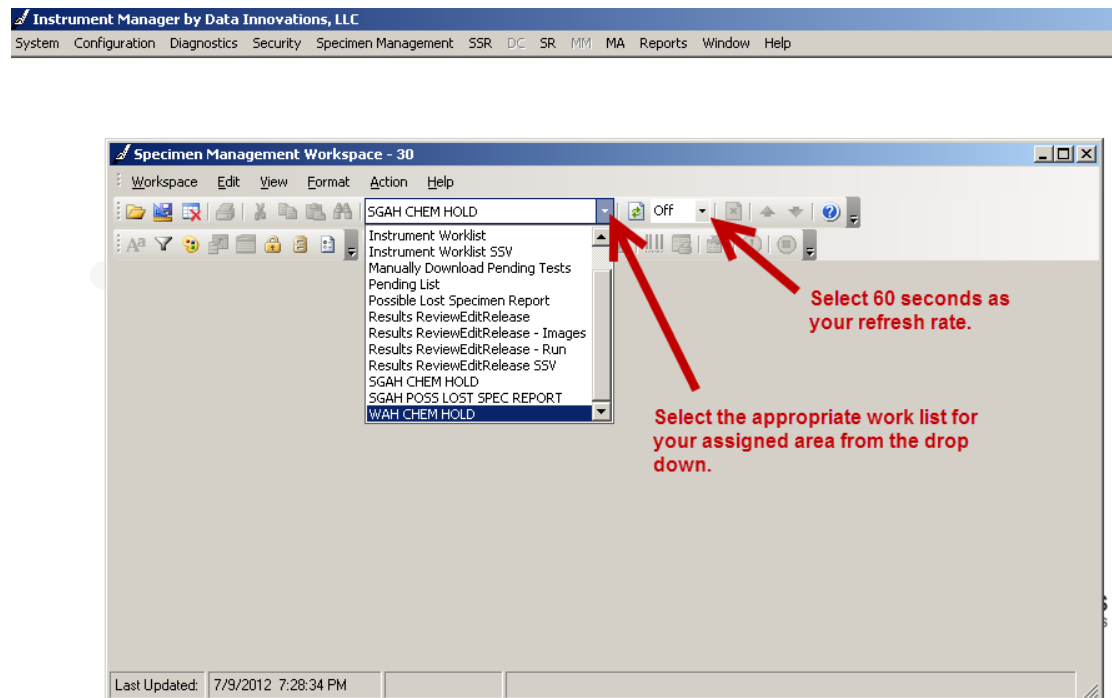 Instrument Manager by Data Innovations, LLC
System Configuration Diagnostics Security Specimen Management SSR DC SR MM MA Reports Window Help
Specimen Management Workspace - 30
Workspace Edit View Format Action Help
SGAH CHEM HOLD Off
Instrument Worklist
Instrument Worklist SSV
Manually Download Pending Tests
Pending List
Possible Lost Specimen Report
Results ReviewEditRelease
Results ReviewEditRelease - Images
Results ReviewEditRelease - Run
Results ReviewEditRelease SSV
SGAH CHEM HOLD
SGAH POSS LOST SPEC REPORT
WAH CHEM HOLD
Select 60 seconds as
your refresh rate.
Select the appropriate work list for
your assigned area from the drop
down.
Last Updated: 7/9/2012 7:28:34 PM